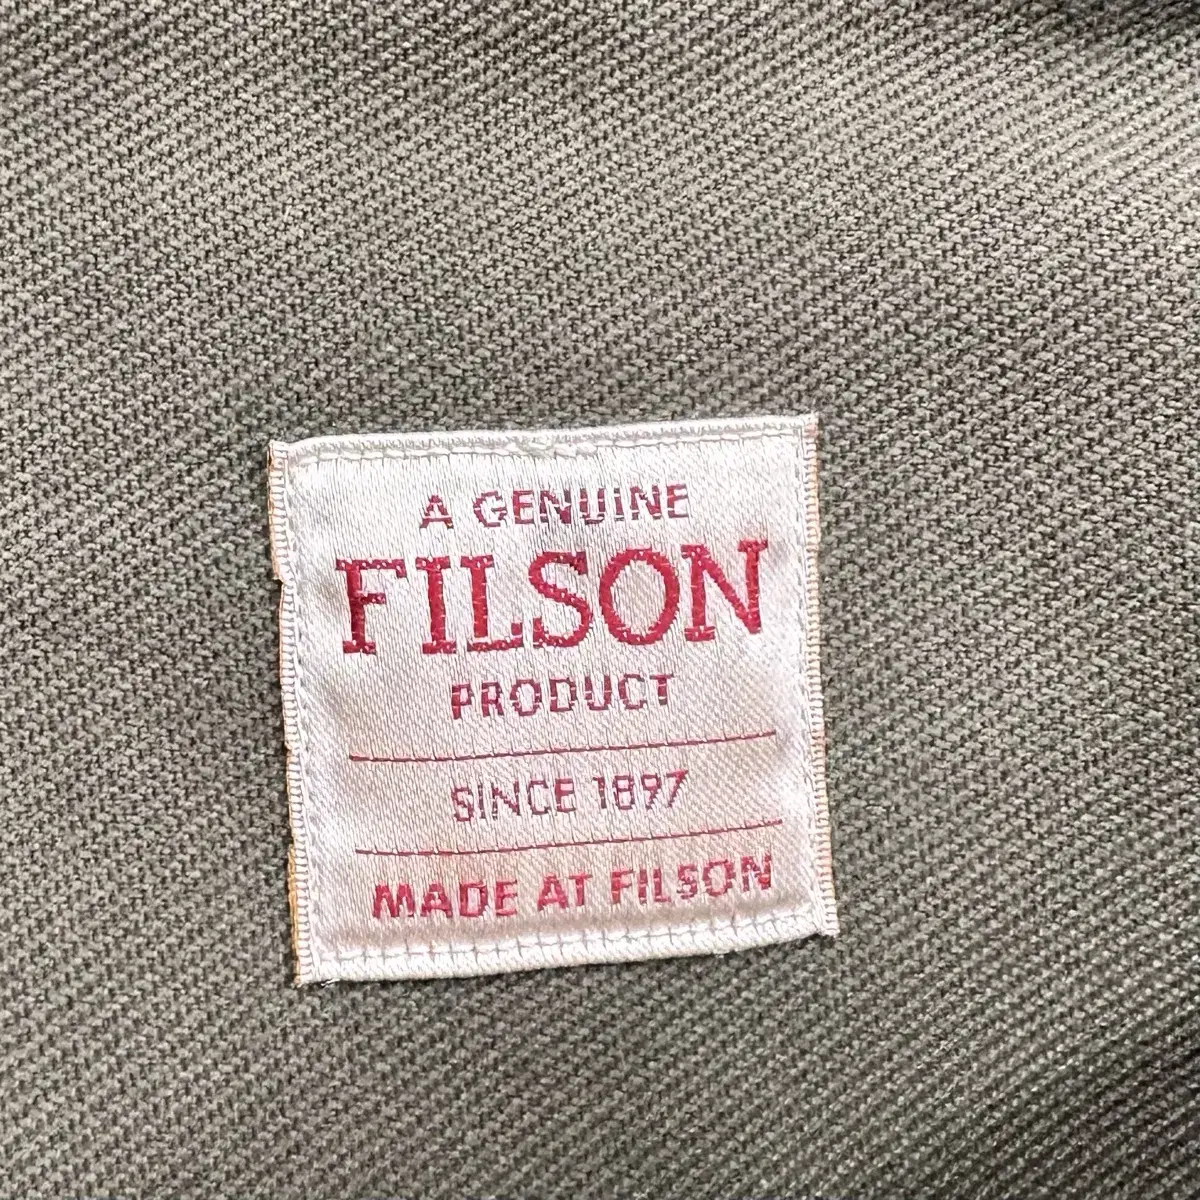 A GENUINE
FILSON
PRODUCT
SINCE 1897
MADE AT FILSON